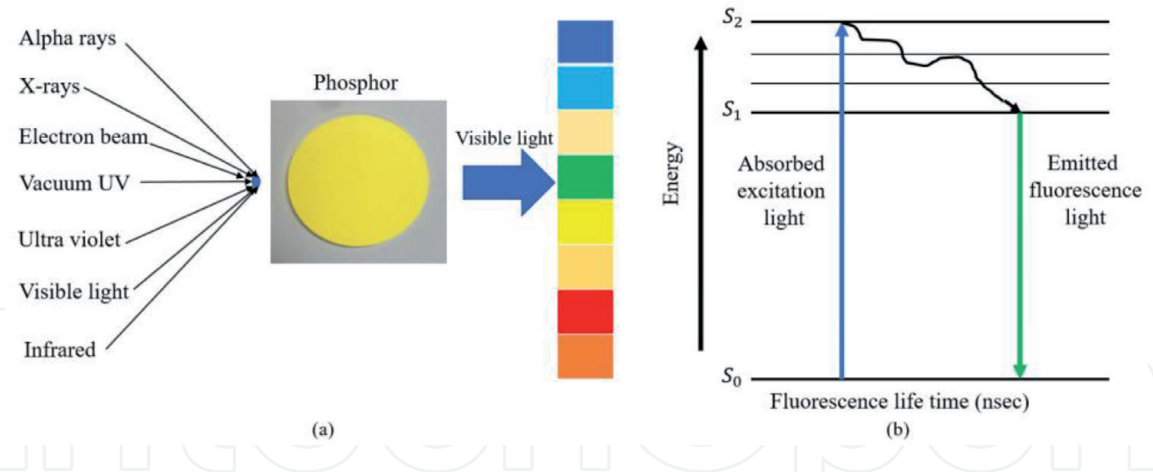 Alpha rays
X-rays
Electron beam
Vacuum UV
Ultra violet
Visible light
Infrared
Phosphor
Visible light
(a)
S₂
S₁
S₀
Energy
Absorbed
excitation
light
Emitted
fluorescence
light
Fluorescence life time (nsec)
(b)